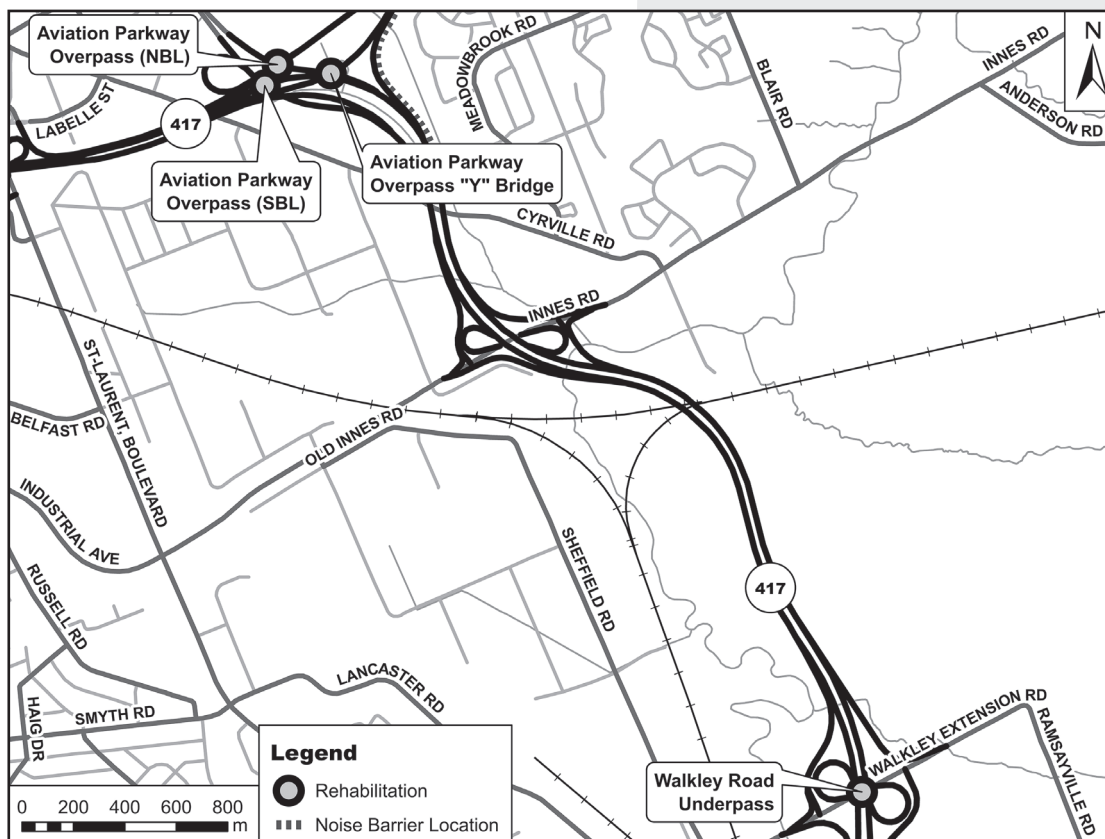 Aviation Parkway
Overpass (NBL)
MEADOWBROOK RD
BLAIR RD
INNES RD
N
ANDERSON RD
LABELLE ST
417
Aviation Parkway
Overpass (SBL)
Aviation Parkway
Overpass "Y" Bridge
CYRVILLE RD
INNES RD
ST-LAURENT, BOULEVARD
BELFAST RD
OLD INNES RD
INDUSTRIAL AVE
SHEFFIELD RD
RUSSELL RD
417
LANCASTER RD
HAIG DR
SMYTH RD
WALKLEY EXTENSION RD
RAMSAYVILLE RD
Walkley Road
Underpass
Legend
Rehabilitation
Noise Barrier Location
0 200 400 600 800
m